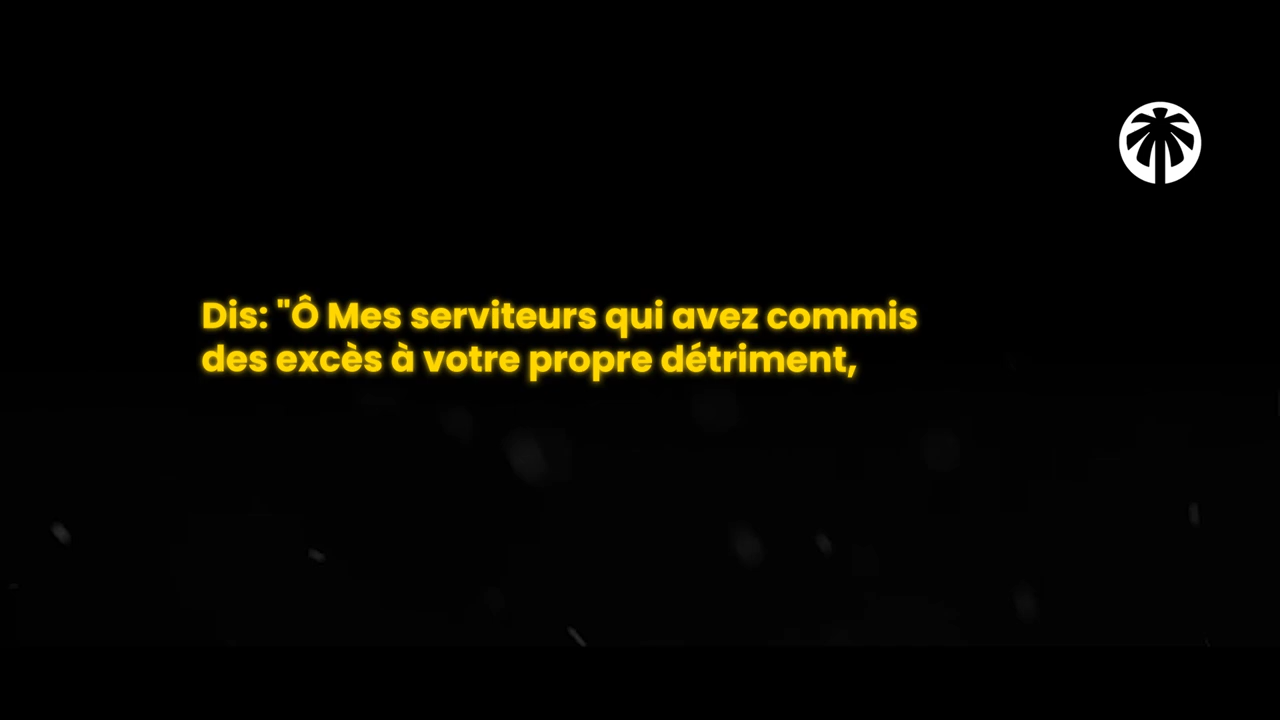 Dis: "Ô Mes serviteurs qui avez commis
des excès à votre propre détriment,